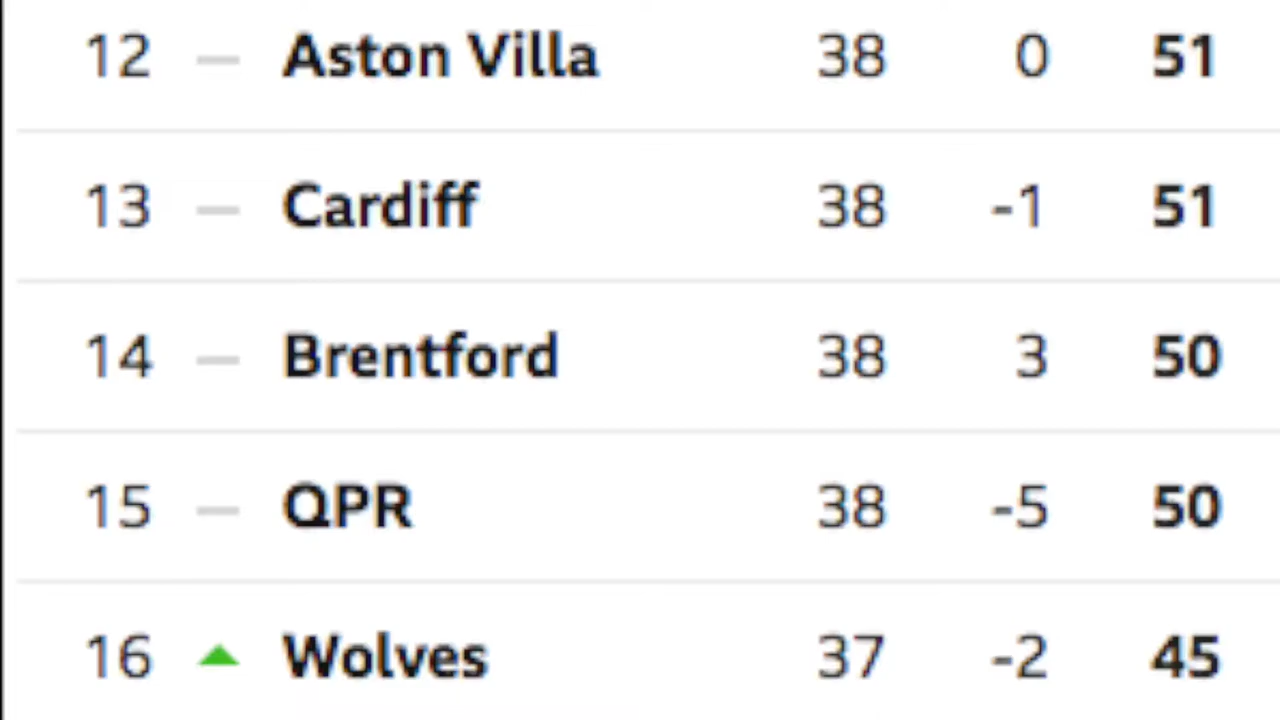 12 — Aston Villa 38 0 51
13 — Cardiff 38 -1 51
14 — Brentford 38 3 50
15 — QPR 38 -5 50
16 Wolves 37 -2 45